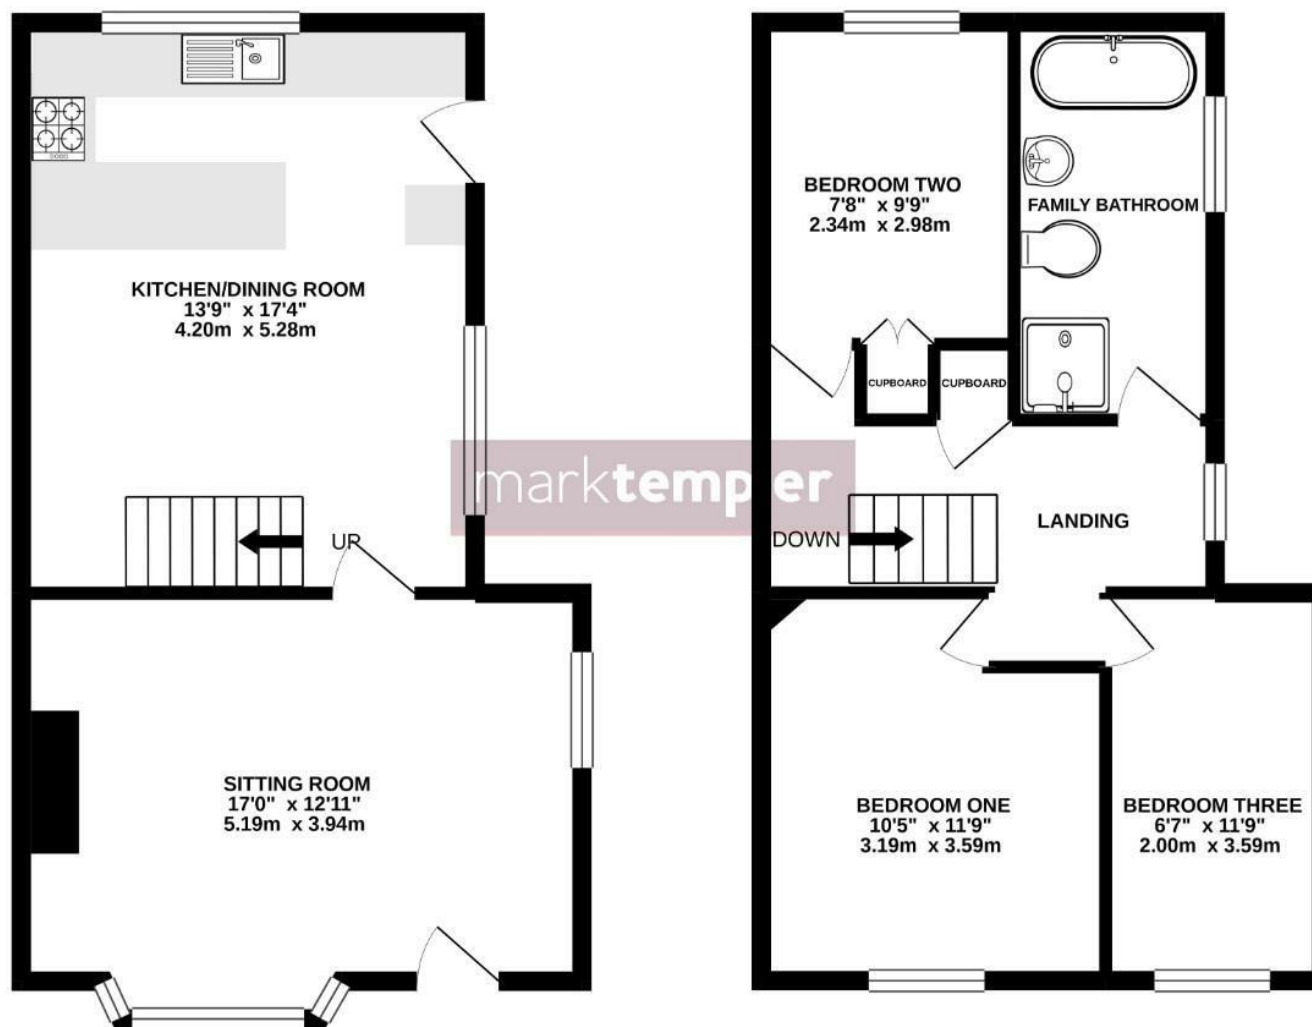 KITCHEN/DINING ROOM
13'9" x 17'4"
4.20m x 5.28m
UP
SITTING ROOM
17'0" x 12'11"
5.19m x 3.94m
marktempler
BEDROOM TWO
7'8" x 9'9"
2.34m x 2.98m
FAMILY BATHROOM
CUPBOARD
CUPBOARD
LANDING
DOWN
BEDROOM ONE
10'5" x 11'9"
3.19m x 3.59m
BEDROOM THREE
6'7" x 11'9"
2.00m x 3.59m